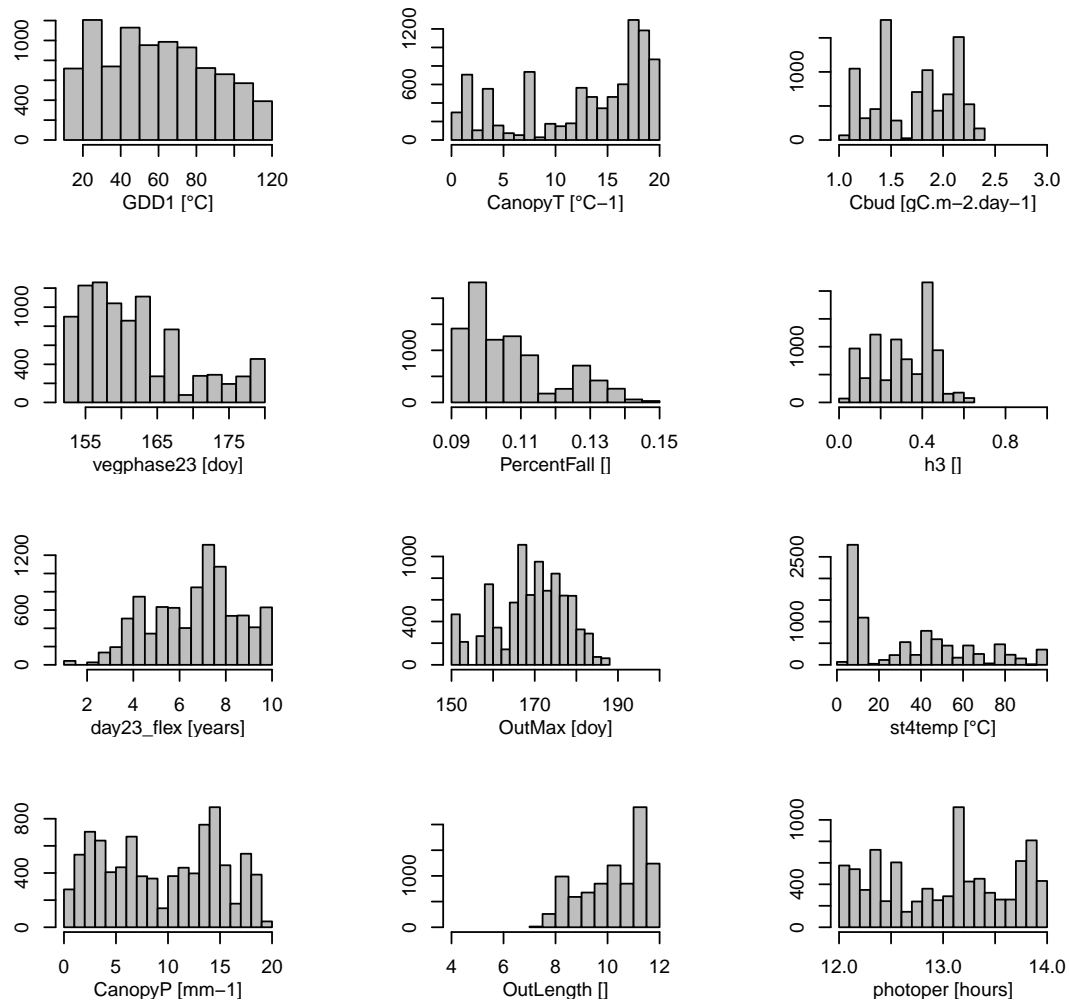 400 1000
20 40 60 80 120
GDD1 [°C]
0 600 1200
0 5 10 15 20
CanopyT [°C−1]
0 1000
1.0 1.5 2.0 2.5 3.0
Cbud [gC.m−2.day−1]
0 400 1000
155 165 175
vegphase23 [doy]
0 1000
0.09 0.11 0.13 0.15
PercentFall []
0 1000
0.0 0.4 0.8
h3 []
0 600 1200
2 4 6 8 10
day23_flex [years]
0 400 1000
150 170 190
OutMax [doy]
0 1000 2500
0 20 40 60 80
st4temp [°C]
0 400 800
0 5 10 15 20
CanopyP [mm−1]
0 1000
4 6 8 10 12
OutLength []
0 400 1000
12.0 13.0 14.0
photoper [hours]